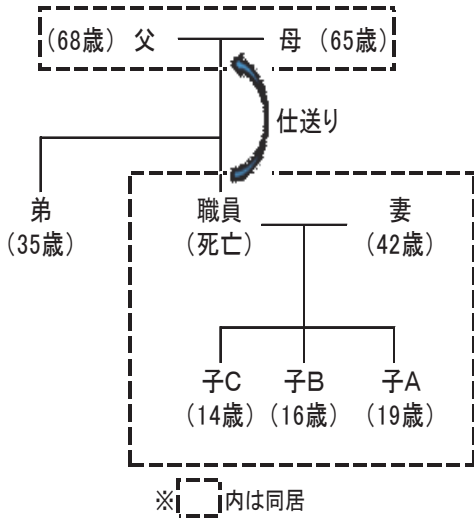 (68歳) 父 母 (65歳)
仕送り
弟 職員 妻
(35歳) (死亡) (42歳)
子C 子B 子A
(14歳) (16歳) (19歳)
※ 内は同居